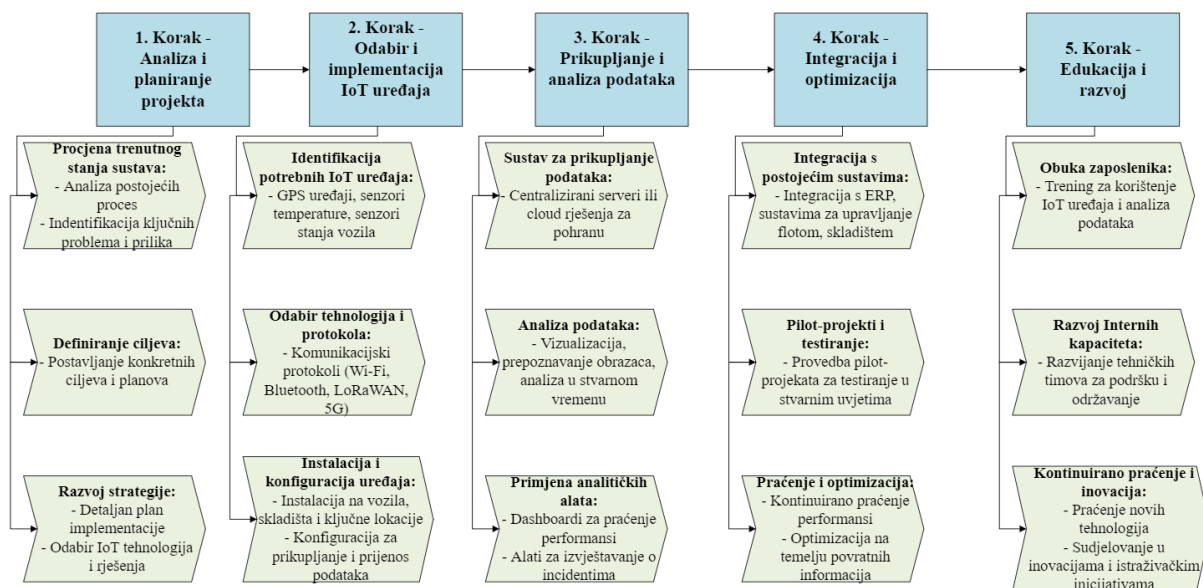 1. Korak -
Analiza i
planiranje
projekta
2. Korak -
Odabir i
implementacija
IoT uređaja
3. Korak -
Prikupljanje i
analiza podataka
4. Korak -
Integracija i
optimizacija
5. Korak -
Edukacija i
razvoj
Procjena trenutnog
stanja sustava:
- Analiza postojećih
proces
- Indentifikacija ključnih
problema i prilika
Definiranje ciljeva:
- Postavljanje konkretnih
ciljeva i planova
Razvoj strategije:
- Detaljan plan
implementacije
- Odabir IoT tehnologija
i rješenja
Identifikacija
potrebnih IoT uređaja:
- GPS uređaji, senzori
temperature, senzori
stanja vozila
Odabir tehnologija i
protokola:
- Komunikacijski
protokoli (Wi-Fi,
Bluetooth, LoRaWAN,
5G)
Instalacija i
konfiguracija uređaja:
- Instalacija na vozila,
skladišta i ključne lokacije
- Konfiguracija za
prikupljanje i prijenos
podataka
Sustav za prikupljanje
podataka:
- Centralizirani serveri ili
cloud rješenja za
pohranu
Analiza podataka:
- Vizualizacija,
prepoznavanje obrazaca,
analiza u stvarnom
vremenu
Primjena analitičkih
alata:
- Dashboardi za praćenje
performansi
- Alati za izvještavanje o
incidentima
Integracija s
postojećim sustavima:
- Integracija s ERP,
sustavima za upravljanje
flotom, skladištem
Pilot-projekti i
testiranje:
- Provedba pilot-
projekata za testiranje u
stvarnim uvjetima
Praćenje i optimizacija:
- Kontinuirano praćenje
performansi
- Optimizacija na
temelju povratnih
informacija
Obuka zaposlenika:
- Trening za korištenje
IoT uređaja i analiza
podataka
Razvoj Internih
kapaciteta:
- Razvijanje tehničkih
timova za podršku i
održavanje
Kontinuirano praćenje i
inovacija:
- Praćenje novih
tehnologija
- Sudjelovanje u
inovacijama i istraživačkim
inicijativama